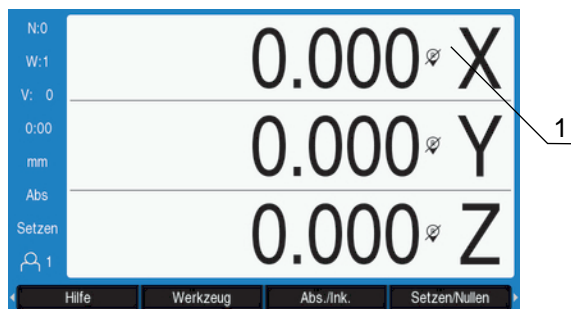 N:0
W:1
V: 0
0:00
mm
Abs
Setzen
1
0.000 X
0.000 Y
0.000 Z
1
Hilfe Werkzeug Abs./Ink. Setzen/Nullen